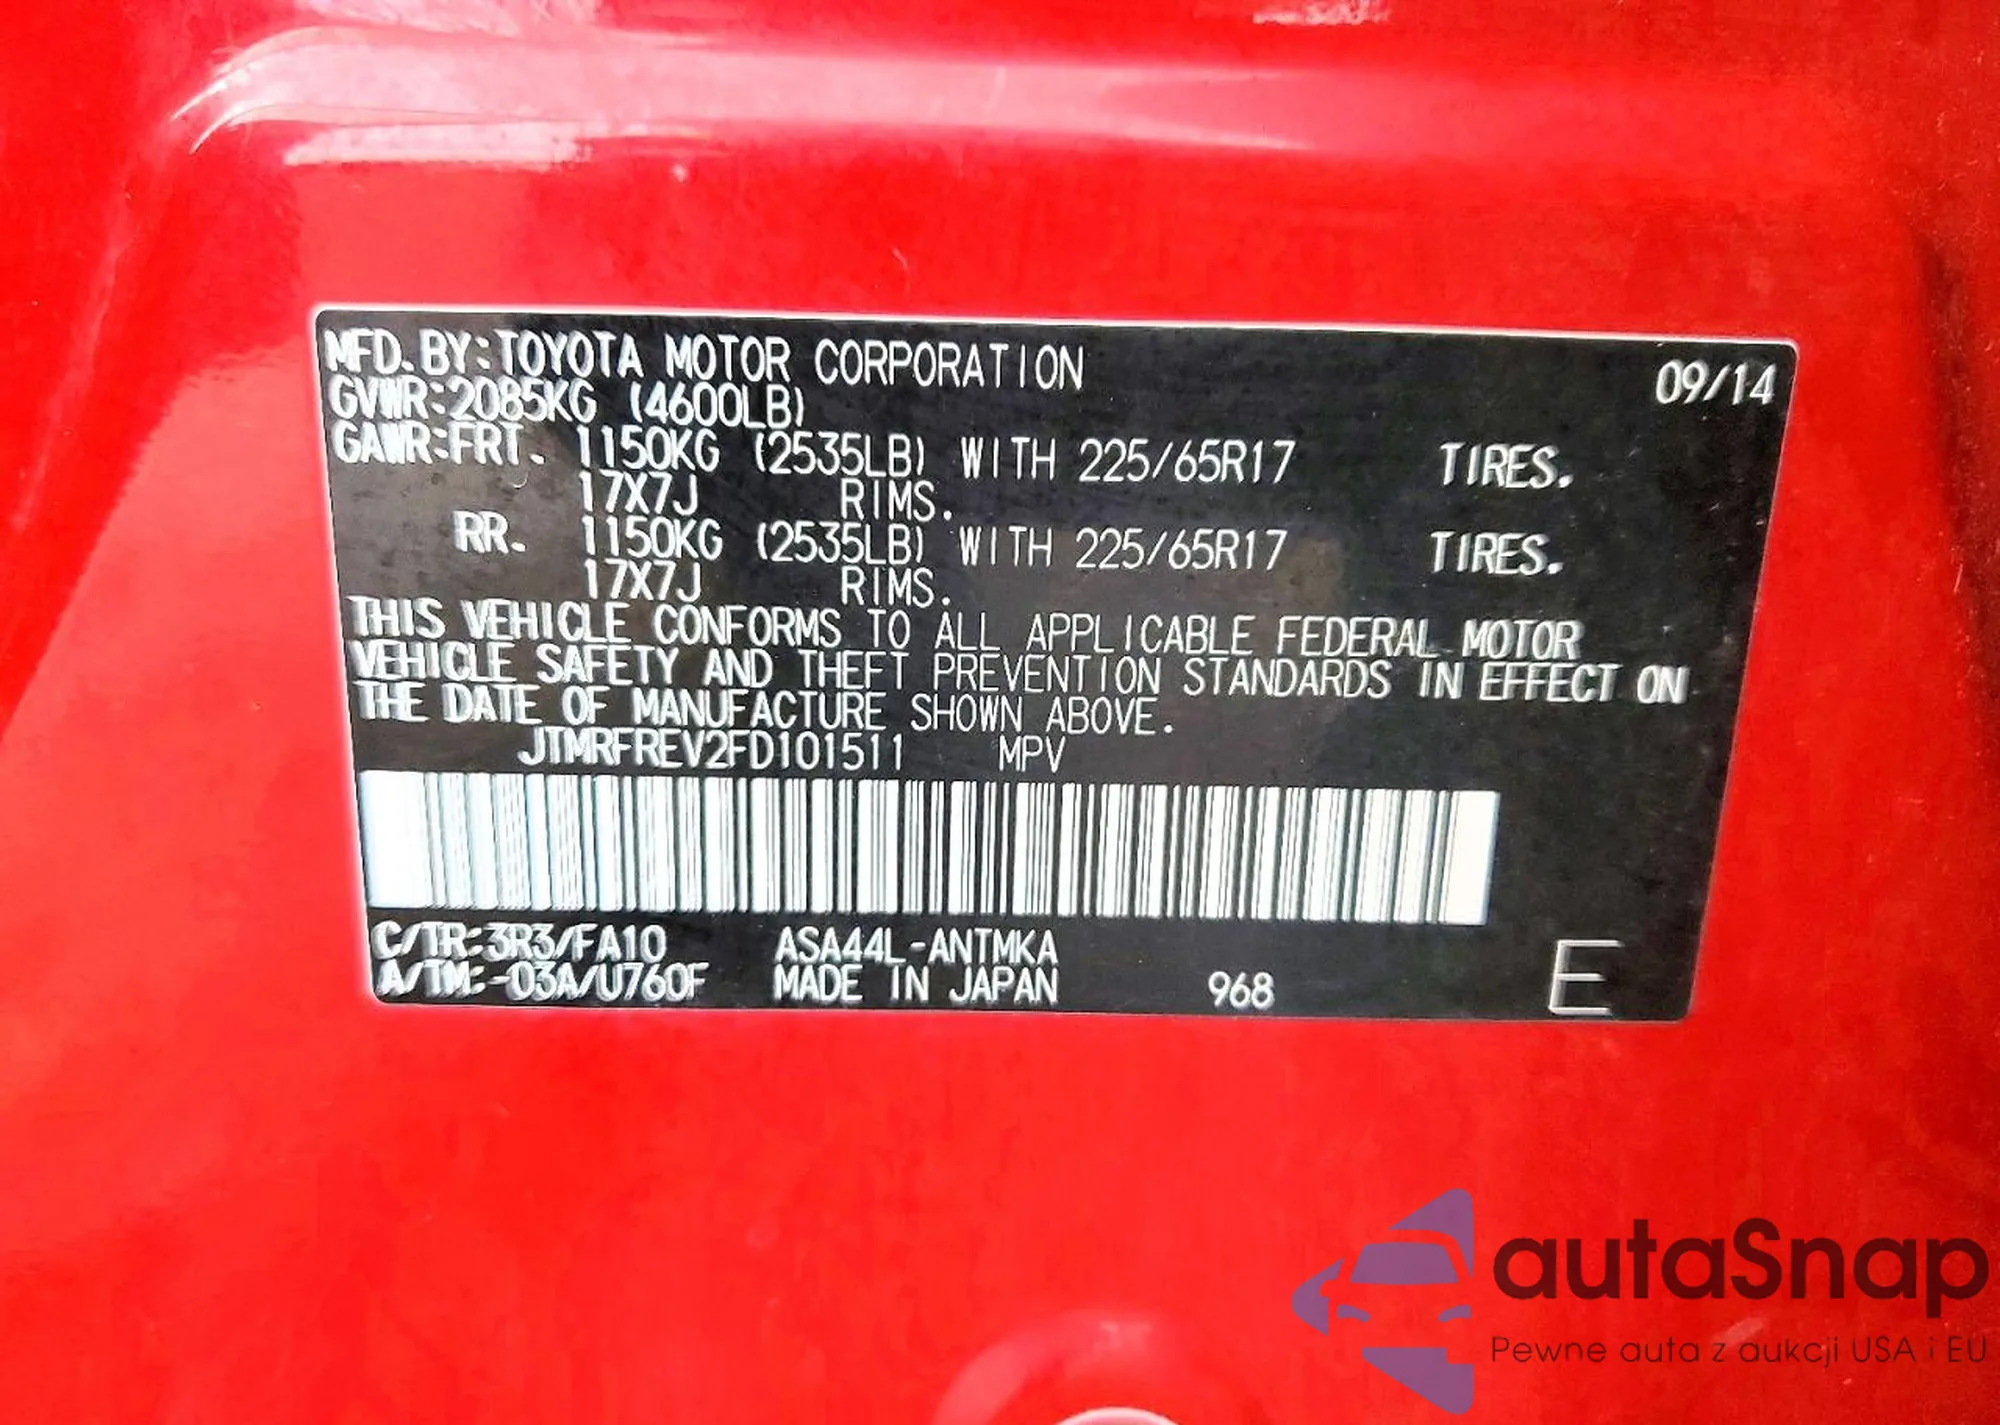 MFD. BY:TOYOTA MOTOR CORPORATION 09/14
GVWR:2085KG (4600LB)
GAWR:FRT. 1150KG (2535LB) WITH 225/65R17 TIRES.
17X7J RIMS.
RR. 1150KG (2535LB) WITH 225/65R17 TIRES.
17X7J RIMS.
THIS VEHICLE CONFORMS TO ALL APPLICABLE FEDERAL MOTOR
VEHICLE SAFETY AND THEFT PREVENTION STANDARDS IN EFFECT ON
THE DATE OF MANUFACTURE SHOWN ABOVE.
JTMRFREV2FD101511 MPV
C/TR:3R3/FA10 ASA44L-ANTMKA
A/TM:-03A/U760F MADE IN JAPAN 968 E
autaSnap
Pewne auta z aukcji USA i EU